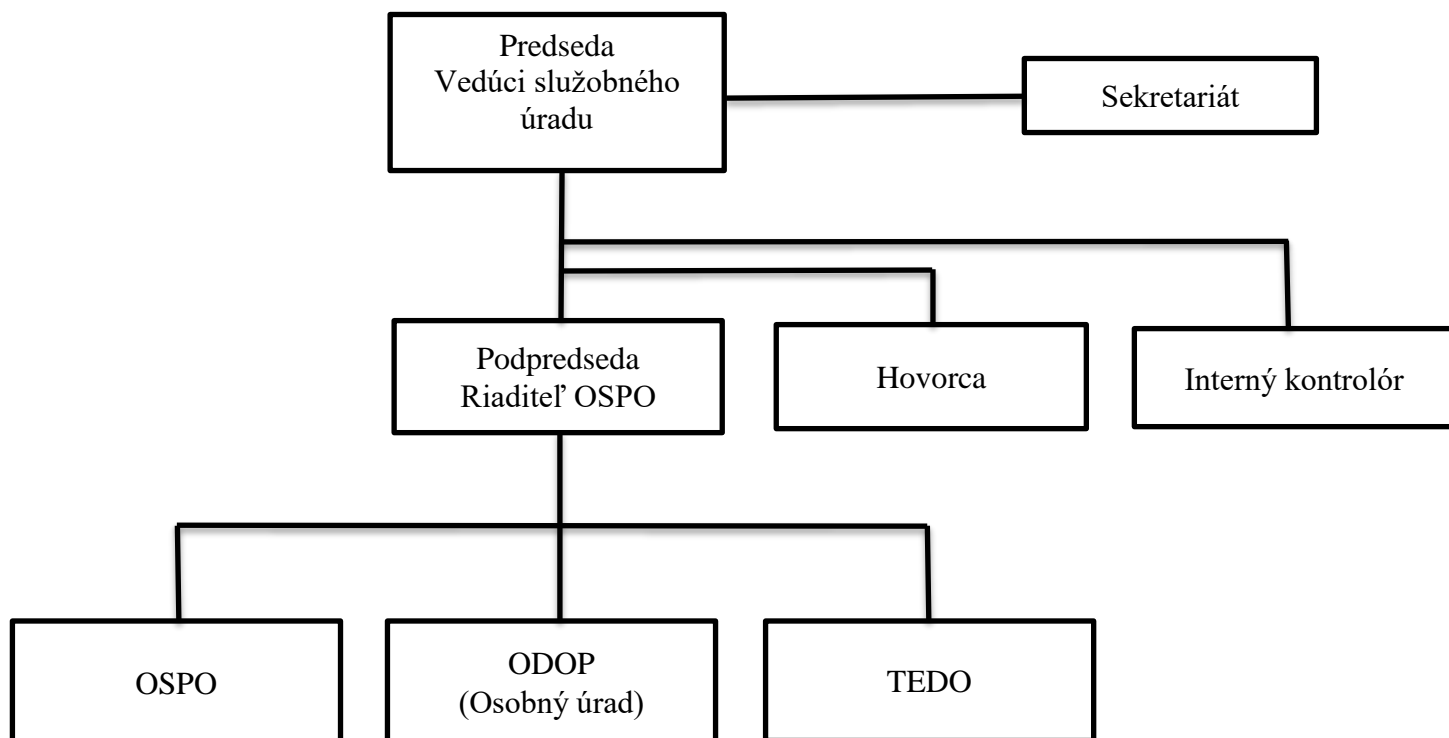 Predseda
Vedúci služobného
úradu
Sekretariát
Podpredseda
Riaditeľ OSPO
Hovorca
Interný kontrolór
OSPO
ODOP
(Osobný úrad)
TEDO